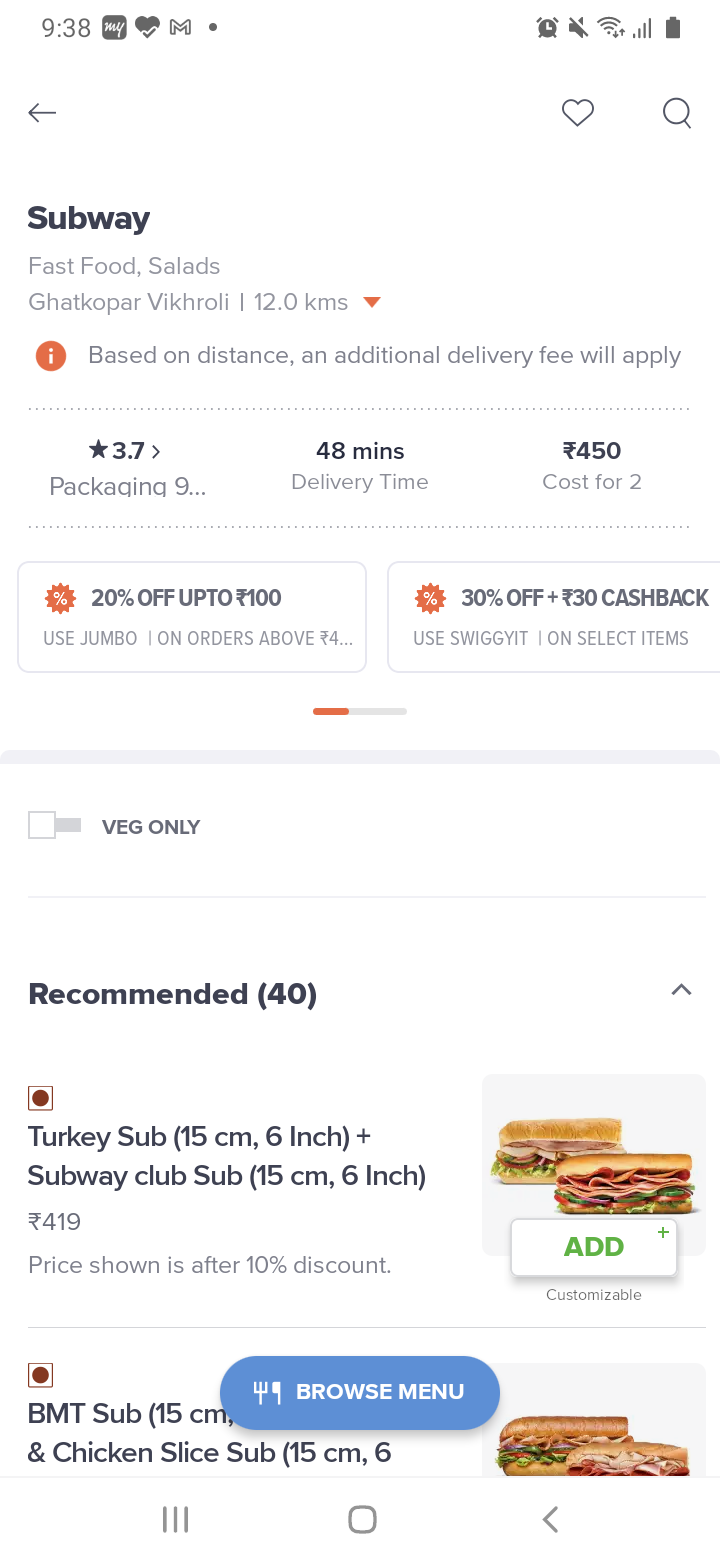 9:38
my
Subway
Fast Food, Salads
Ghatkopar Vikhroli | 12.0 kms
Based on distance, an additional delivery fee will apply
★ 3.7 >
Packaging 9...
48 mins
Delivery Time
₹450
Cost for 2
20% OFF UPTO ₹100
USE JUMBO | ON ORDERS ABOVE ₹4...
30% OFF + ₹30 CASHBACK
USE SWIGGYIT | ON SELECT ITEMS
VEG ONLY
Recommended (40)
Turkey Sub (15 cm, 6 Inch) +
Subway club Sub (15 cm, 6 Inch)
₹419
Price shown is after 10% discount.
ADD +
Customizable
BROWSE MENU
BMT Sub (15 cm,
& Chicken Slice Sub (15 cm, 6